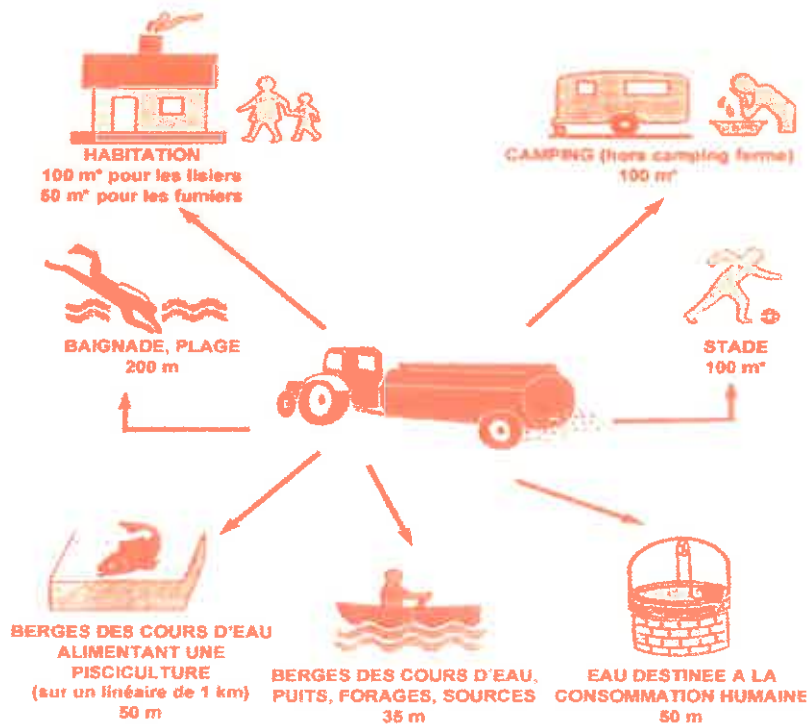 HABITATION
100 m* pour les lisiers
50 m* pour les fumiers
CAMPING (hors camping ferme)
100 m*
BAIGNADE, PLAGE
200 m
STADE
100 m*
BERGES DES COURS D'EAU
ALIMENTANT UNE
PISCICULTURE
(sur un linéaire de 1 km)
50 m
BERGES DES COURS D'EAU,
PUITS, FORAGES, SOURCES
35 m
EAU DESTINEE A LA
CONSOMMATION HUMAINE
50 m